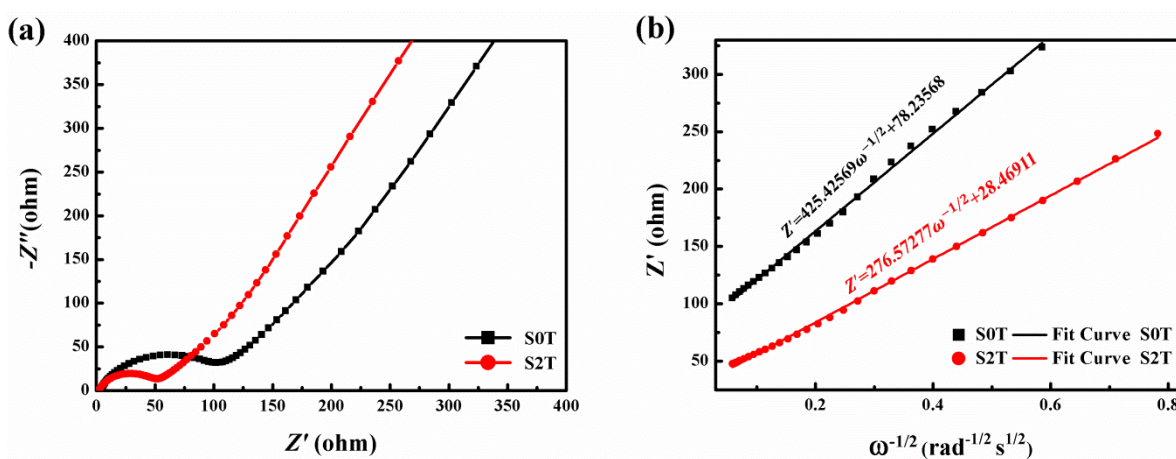 (a)
400
350
300
250
200
150
100
50
0
-Z″(ohm)
S0T
S2T
0 50 100 150 200 250 300 350 400
Z′ (ohm)
(b)
300
250
200
150
100
50
Z′ (ohm)
Z′=425.42569ω⁻¹/²+78.23568
Z′=276.57277ω⁻¹/²+28.46911
S0T Fit Curve S0T
S2T Fit Curve S2T
0.2 0.4 0.6 0.8
ω⁻¹/² (rad⁻¹/² s¹/²)